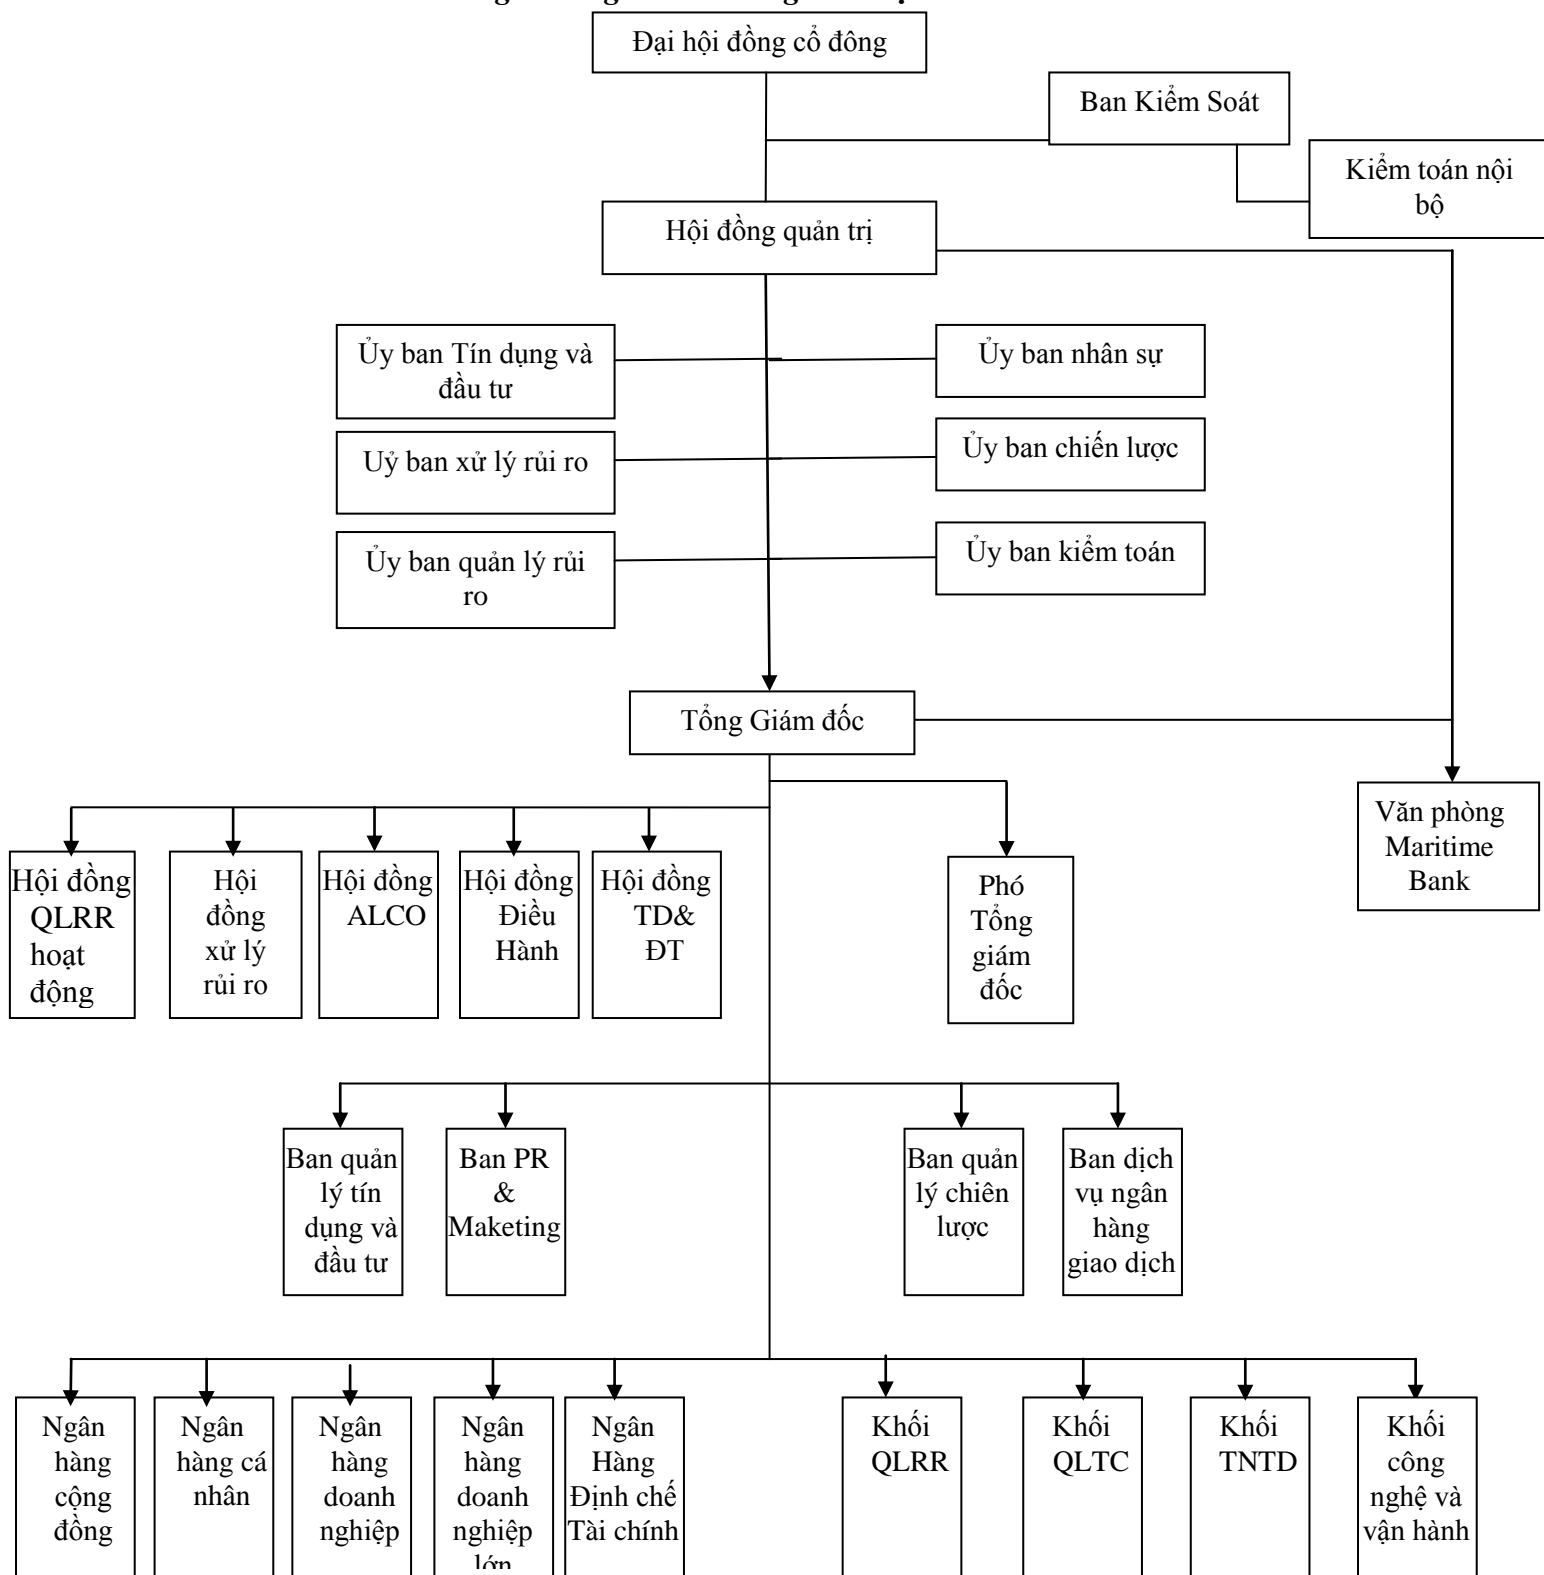 Đại hội đồng cổ đông
Ban Kiểm Soát
Kiểm toán nội
bộ
Hội đồng quản trị
Ủy ban Tín dụng và
đầu tư
Ủy ban nhân sự
Uỷ ban xử lý rủi ro
Ủy ban chiến lược
Ủy ban quản lý rủi
ro
Ủy ban kiểm toán
Tổng Giám đốc
Văn phòng
Maritime
Bank
Hội đồng
QLRR
hoạt
động
Hội
đồng
xử lý
rủi ro
Hội đồng
ALCO
Hội đồng
Điều
Hành
Hội đồng
TD&
ĐT
Phó
Tổng
giám
đốc
Ban quản
lý tín
dụng và
đầu tư
Ban PR
&
Maketing
Ban quản
lý chiên
lược
Ban dịch
vụ ngân
hàng
giao dịch
Ngân
hàng
cộng
đồng
Ngân
hàng cá
nhân
Ngân
hàng
doanh
nghiệp
Ngân
hàng
doanh
nghiệp
lớn
Ngân
Hàng
Định chế
Tài chính
Khối
QLRR
Khối
QLTC
Khối
TNTD
Khối
công
nghệ và
vận hành